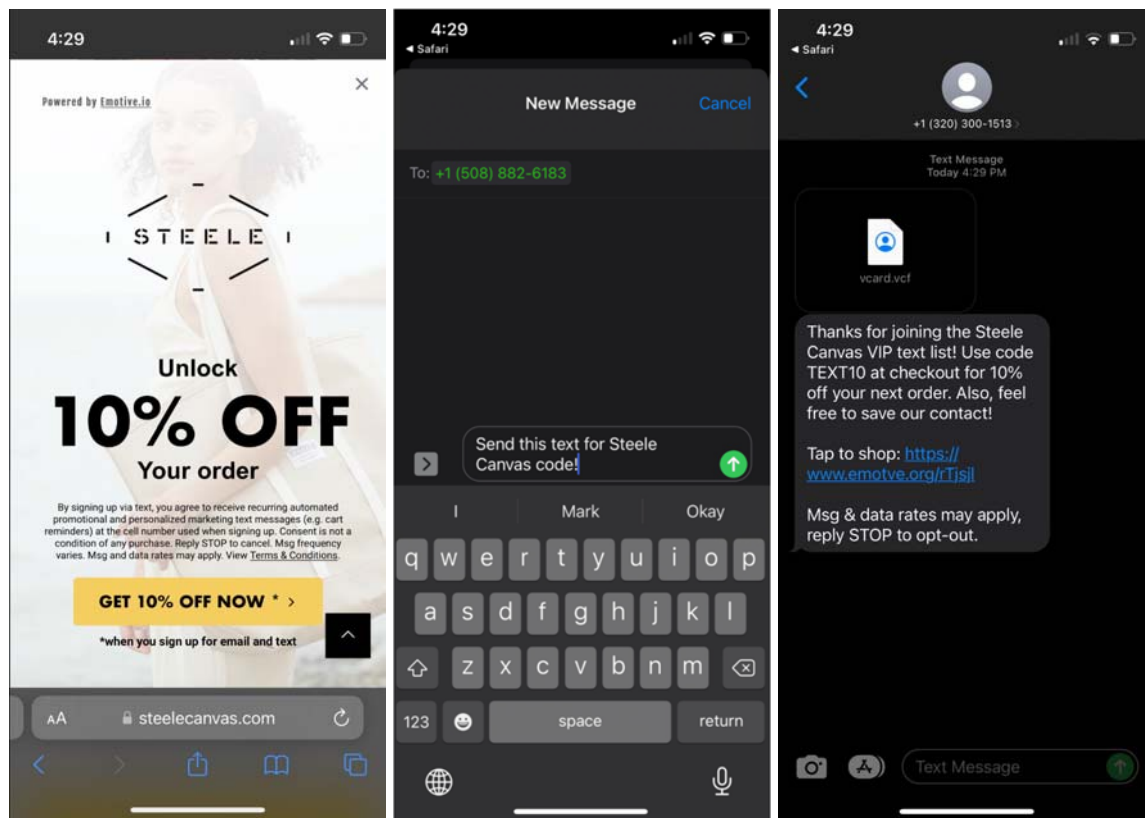 4:29
Powered by Emotive.io
×
STEELE
Unlock
10% OFF
Your order
By signing up via text, you agree to receive recurring automated
promotional and personalized marketing text messages (e.g. cart
reminders) at the cell number used when signing up. Consent is not a
condition of any purchase. Reply STOP to cancel. Msg frequency
varies. Msg and data rates may apply. View Terms & Conditions.
GET 10% OFF NOW * >
*when you sign up for email and text
AA steelecanvas.com
4:29
◄ Safari
New Message Cancel
To: +1 (508) 882-6183
Send this text for Steele
Canvas code!
I Mark Okay
q w e r t y u i o p
a s d f g h j k l
z x c v b n m
123 space return
4:29
◄ Safari
+1 (320) 300-1513 >
Text Message
Today 4:29 PM
vcard.vcf
Thanks for joining the Steele
Canvas VIP text list! Use code
TEXT10 at checkout for 10%
off your next order. Also, feel
free to save our contact!
Tap to shop: https://
www.emotve.org/rTjsjl
Msg & data rates may apply,
reply STOP to opt-out.
Text Message